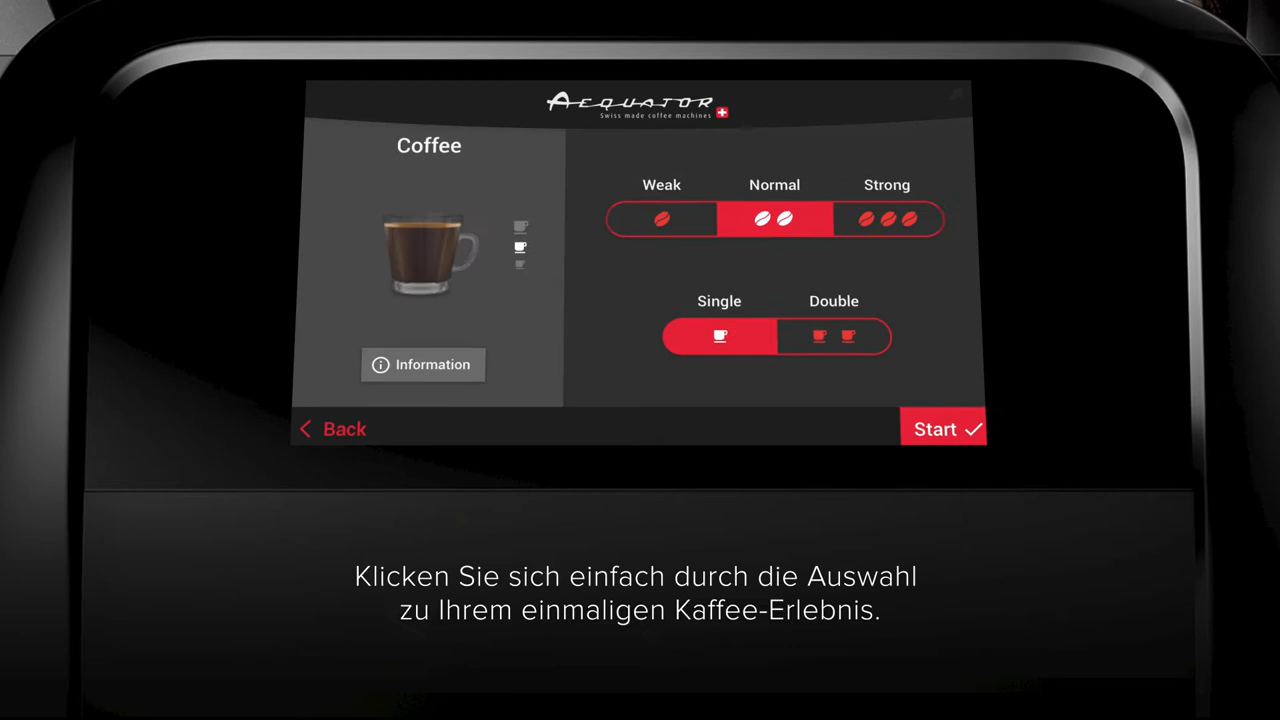 AEQUATOR
Swiss made coffee machines
Coffee
Weak
Normal
Strong
Single
Double
Information
Back
Start
Klicken Sie sich einfach durch die Auswahl
zu Ihrem einmaligen Kaffee-Erlebnis.